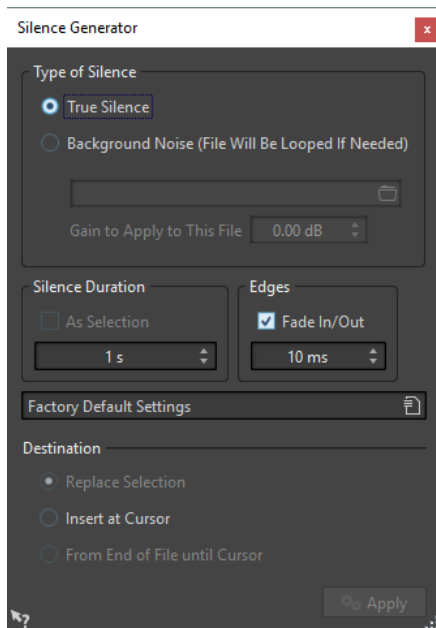 Silence Generator
x
Type of Silence
True Silence
Background Noise (File Will Be Looped If Needed)
Gain to Apply to This File 0.00 dB
Silence Duration
Edges
As Selection
Fade In/Out
1 s
10 ms
Factory Default Settings
Destination
Replace Selection
Insert at Cursor
From End of File until Cursor
Apply
?